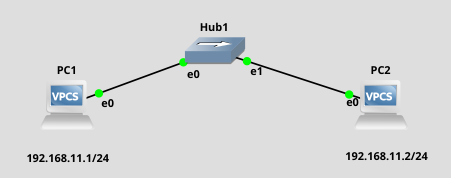 Hub1
e0
e1
PC1
VPCS
e0
192.168.11.1/24
PC2
VPCS
e0
192.168.11.2/24